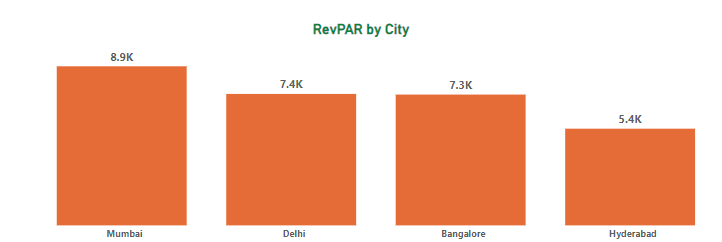 RevPAR by City
8.9K
7.4K
7.3K
5.4K
Mumbai
Delhi
Bangalore
Hyderabad